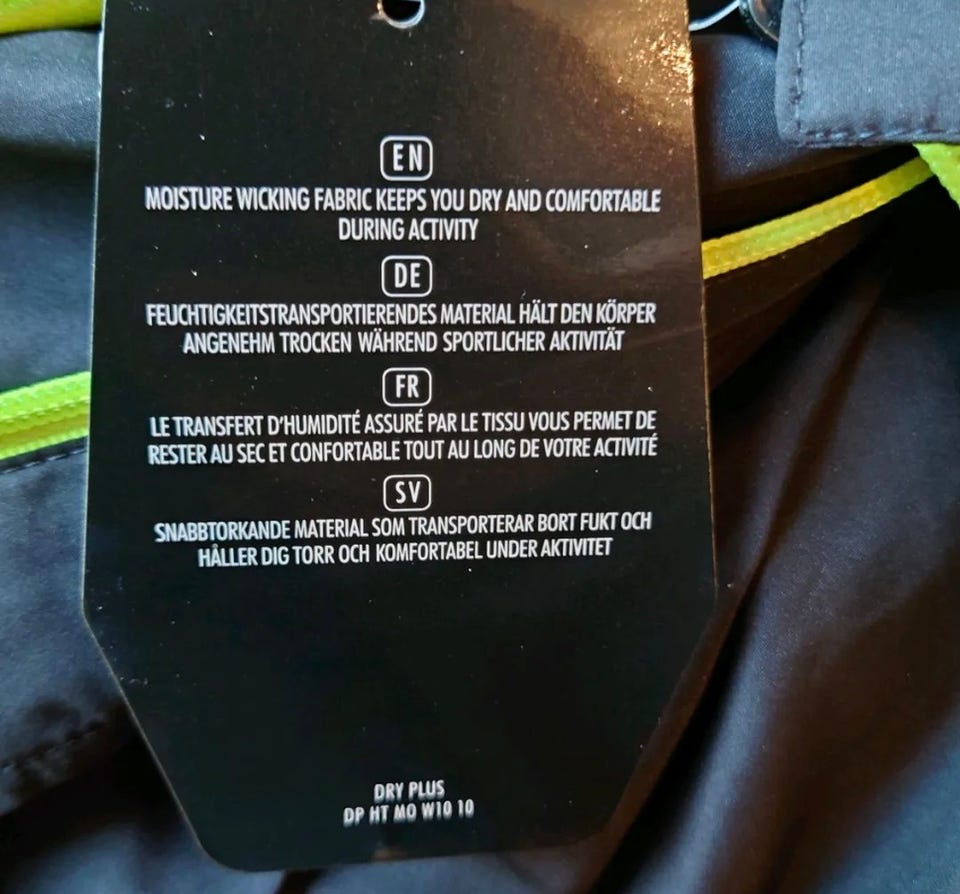 EN
MOISTURE WICKING FABRIC KEEPS YOU DRY AND COMFORTABLE
DURING ACTIVITY
DE
FEUCHTIGKEITSTRANSPORTIERENDES MATERIAL HÄLT DEN KÖRPER
ANGENEHM TROCKEN WÄHREND SPORTLICHER AKTIVITÄT
FR
LE TRANSFERT D'HUMIDITÉ ASSURÉ PAR LE TISSU VOUS PERMET DE
RESTER AU SEC ET CONFORTABLE TOUT AU LONG DE VOTRE ACTIVITÉ
SV
SNABBTORKANDE MATERIAL SOM TRANSPORTERAR BORT FUKT OCH
HÅLLER DIG TORR OCH KOMFORTABEL UNDER AKTIVITET
DRY PLUS
DP HT MO W10 10